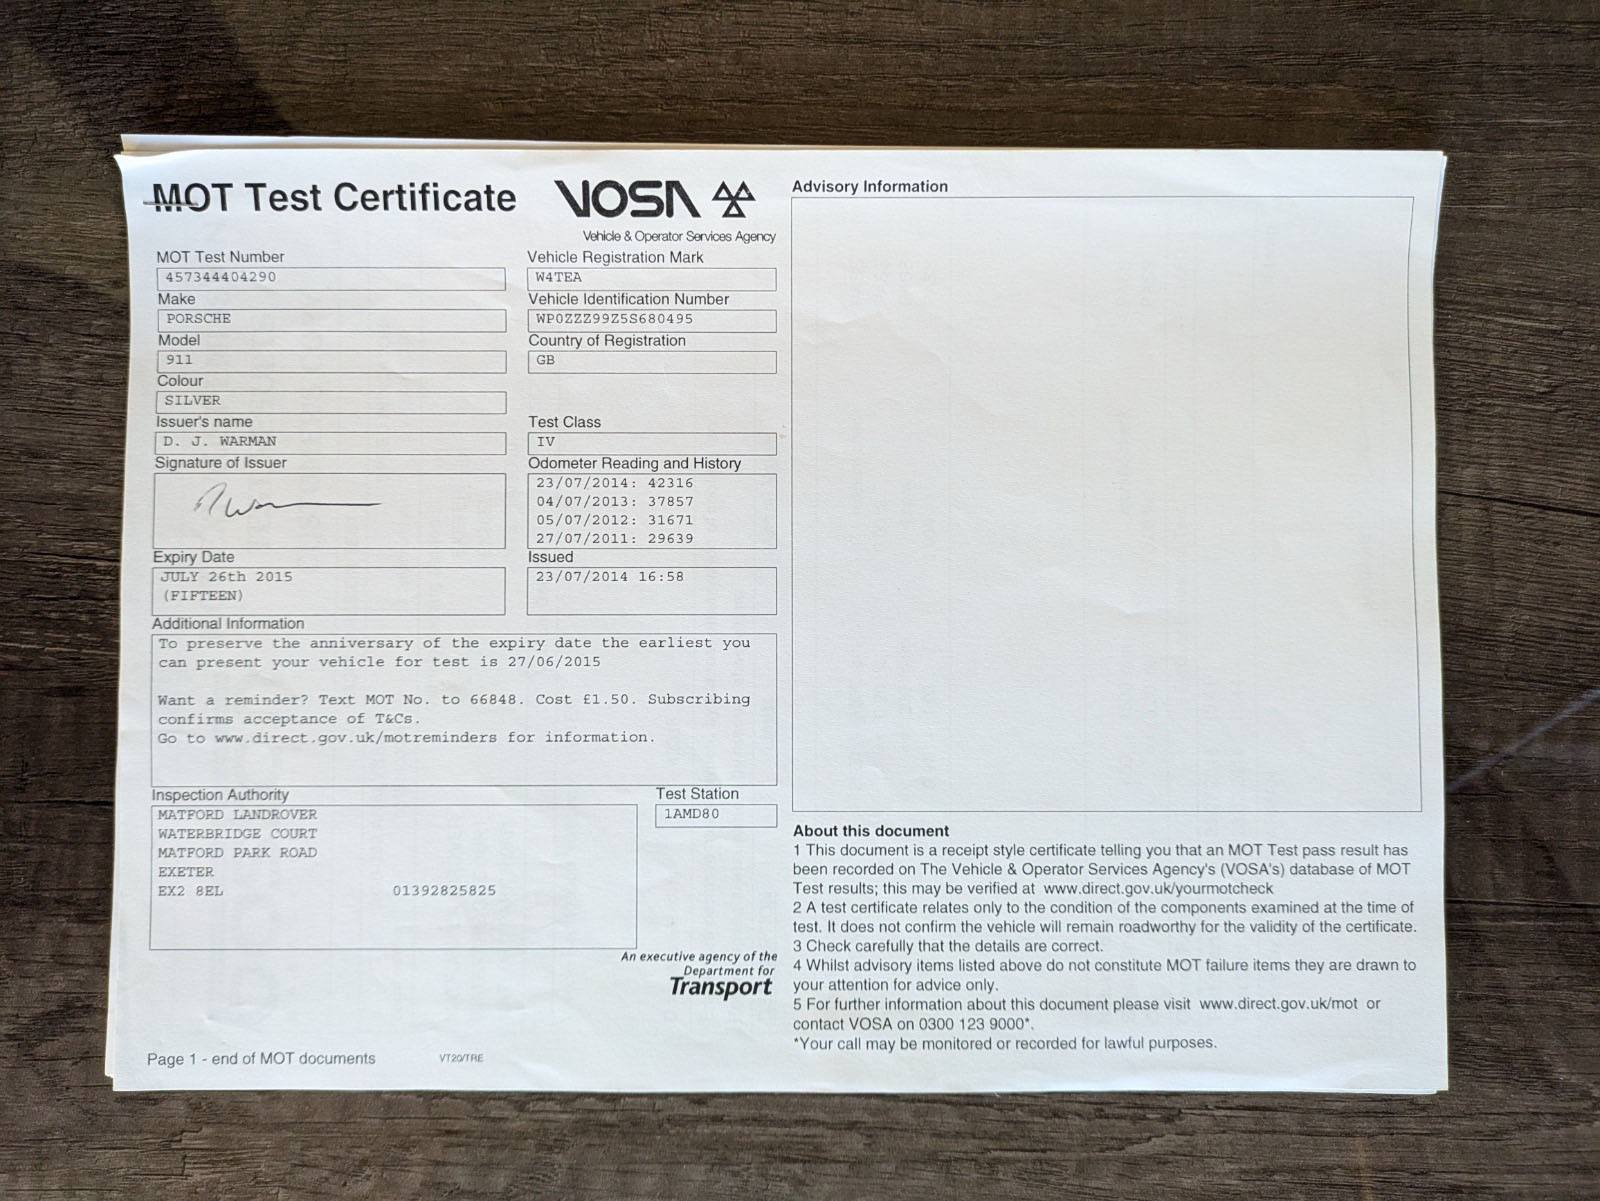 MOT Test Certificate
VOSA
Vehicle & Operator Services Agency
MOT Test Number
457344404290
Vehicle Registration Mark
W4TEA
Make
PORSCHE
Vehicle Identification Number
WP0ZZZ99Z5S680495
Model
911
Country of Registration
GB
Colour
SILVER
Issuer's name
D. J. WARMAN
Test Class
IV
Signature of Issuer
Odometer Reading and History
23/07/2014: 42316
04/07/2013: 37857
05/07/2012: 31671
27/07/2011: 29639
Expiry Date
JULY 26th 2015
(FIFTEEN)
Issued
23/07/2014 16:58
Additional Information
To preserve the anniversary of the expiry date the earliest you
can present your vehicle for test is 27/06/2015
Want a reminder? Text MOT No. to 66848. Cost £1.50. Subscribing
confirms acceptance of T&Cs.
Go to www.direct.gov.uk/motreminders for information.
Inspection Authority
MATFORD LANDROVER
WATERBRIDGE COURT
MATFORD PARK ROAD
EXETER
EX2 8EL 01392825825
Test Station
1AMD80
An executive agency of the
Department for
Transport
Page 1 - end of MOT documents VT20/TRE
Advisory Information
About this document
1 This document is a receipt style certificate telling you that an MOT Test pass result has
been recorded on The Vehicle & Operator Services Agency's (VOSA's) database of MOT
Test results; this may be verified at www.direct.gov.uk/yourmotcheck
2 A test certificate relates only to the condition of the components examined at the time of
test. It does not confirm the vehicle will remain roadworthy for the validity of the certificate.
3 Check carefully that the details are correct.
4 Whilst advisory items listed above do not constitute MOT failure items they are drawn to
your attention for advice only.
5 For further information about this document please visit www.direct.gov.uk/mot or
contact VOSA on 0300 123 9000*.
*Your call may be monitored or recorded for lawful purposes.